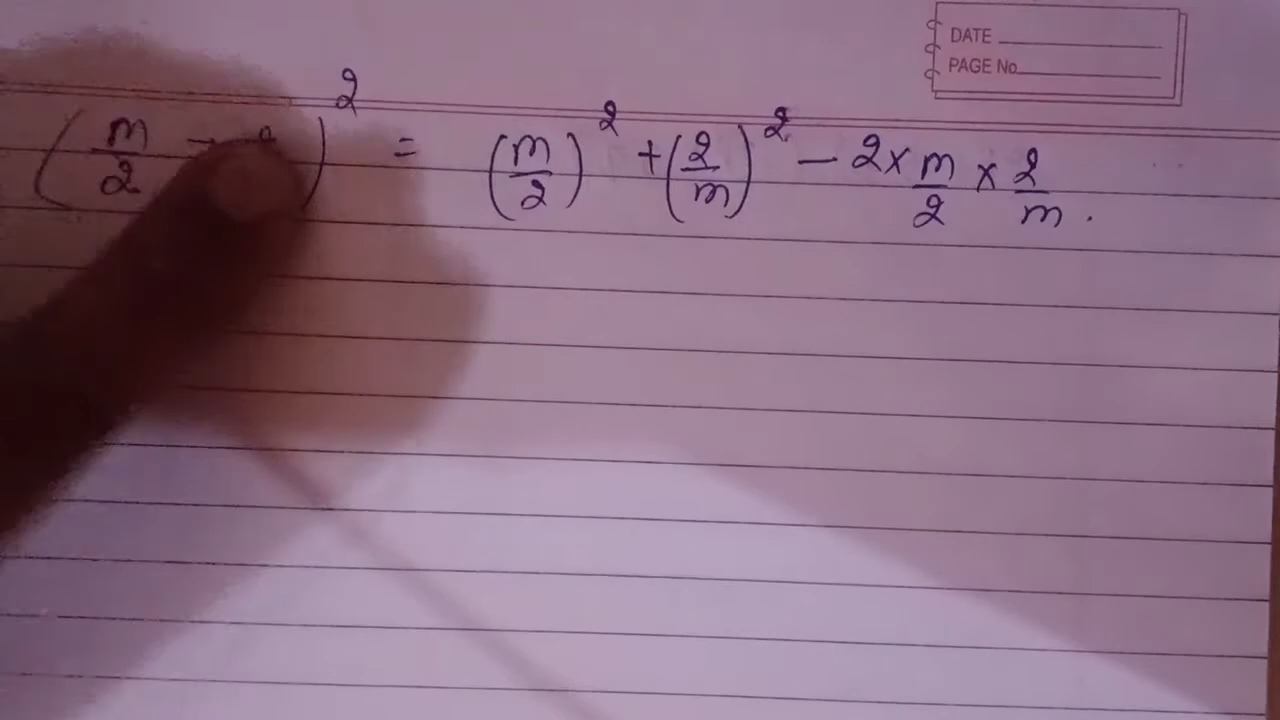 DATE
PAGE No
(m/2 - )² = (m/2)² + (2/m)² - 2 × m/2 × 2/m.